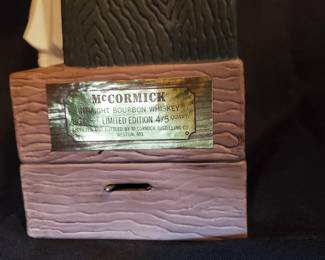 McCORMICK
STRAIGHT BOURBON WHISKEY
LIMITED EDITION 4/5 QUART
AND BOTTLED BY McCORMICK DISTILLING CO.
WESTON, MO.